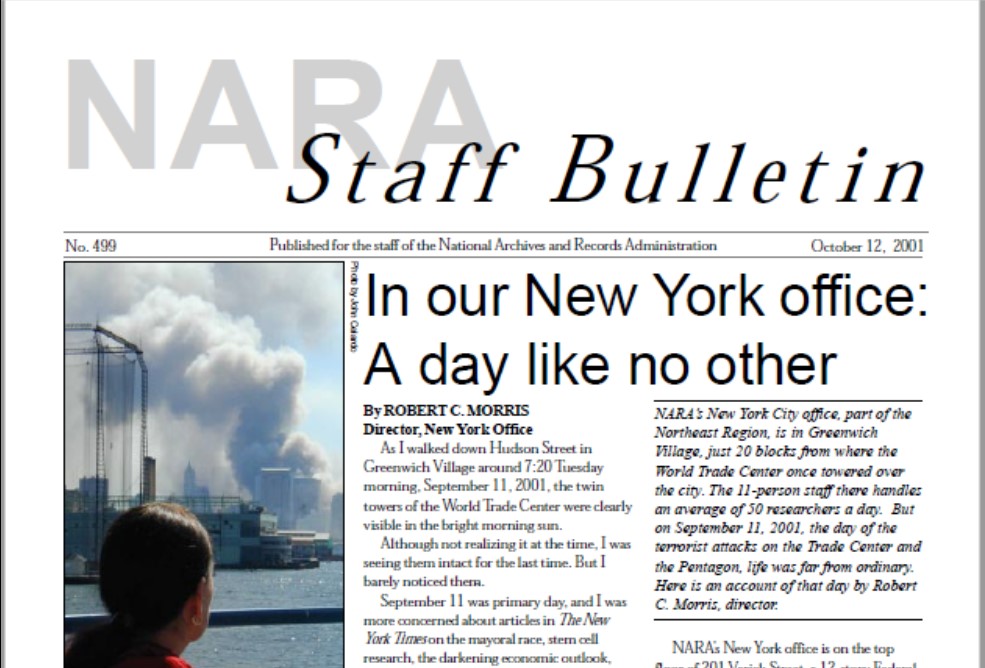 NARA
Staff Bulletin
No. 499 Published for the staff of the National Archives and Records Administration October 12, 2001
Photo by John Celardo
In our New York office:
A day like no other
By ROBERT C. MORRIS
Director, New York Office
As I walked down Hudson Street in
Greenwich Village around 7:20 Tuesday
morning, September 11, 2001, the twin
towers of the World Trade Center were clearly
visible in the bright morning sun.
Although not realizing it at the time, I was
seeing them intact for the last time. But I
barely noticed them.
September 11 was primary day, and I was
more concerned about articles in The New
York Times on the mayoral race, stem cell
research, the darkening economic outlook,
NARA's New York City office, part of the
Northeast Region, is in Greenwich
Village, just 20 blocks from where the
World Trade Center once towered over
the city. The 11-person staff there handles
an average of 50 researchers a day. But
on September 11, 2001, the day of the
terrorist attacks on the Trade Center and
the Pentagon, life was far from ordinary.
Here is an account of that day by Robert
C. Morris, director.
NARA's New York office is on the top
floor of 201 Varick Street, a 12-story Federal